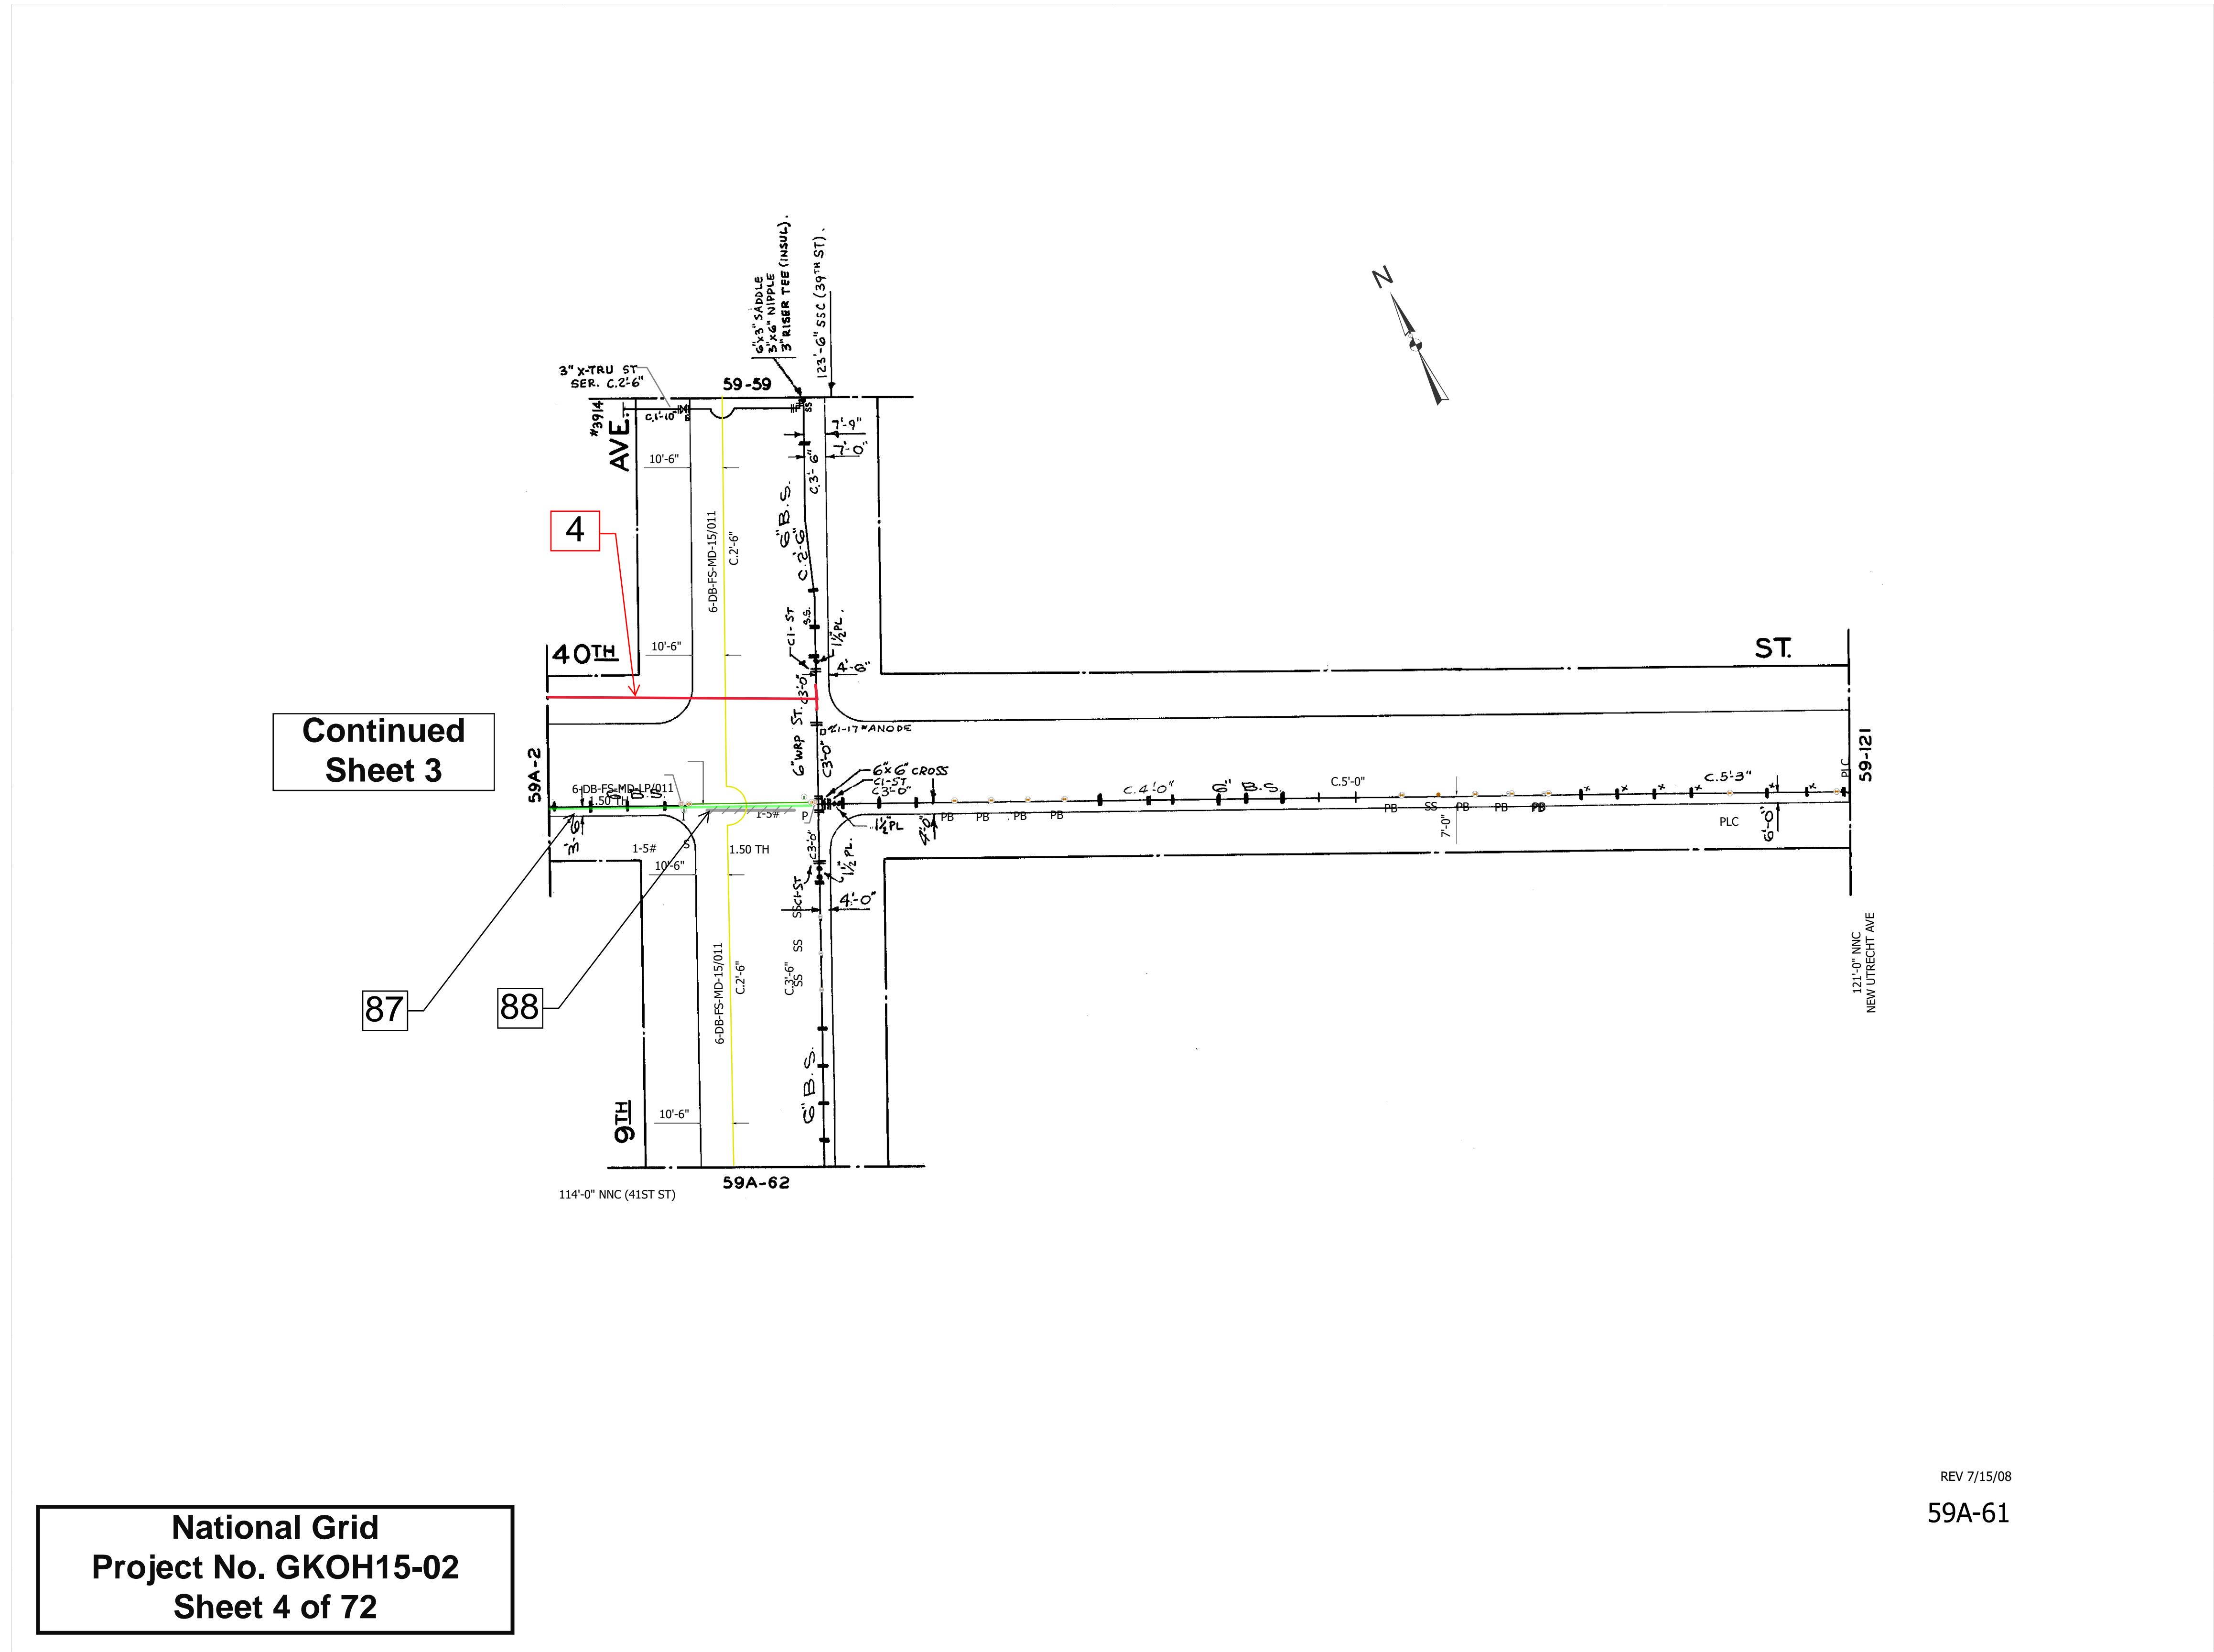 6"x3" SADDLE
3"x6" NIPPLE
3" RISER TEE (INSUL).
123'-6" SSC (39TH ST).
N
3" X-TRU ST
SER. C.2'-6"
59-59
#3914
AVE.
C.1'-10"
SS
7'-9"
7'-0"
10'-6"
C.3'-6"
6" B.S.
C.2'-6"
6-DB-FS-MD-15/011
C.2'-6"
4
C1-ST
S.S.
1½"PL.
40TH
10'-6"
4'-6"
ST.
C3'-0"
6" WRP ST.
Continued
Sheet 3
1-17# ANODE
C3'-0"
59A-2
59-121
PLC
6"x6" CROSS
C1-ST
C3'-0"
6-DB-FS-MD-LP/011
1.50 TH
B.S.
C.4'-0"
B.S.
C.5'-0"
C.5'-3"
3'-6"
1-5#
P
1½"PL
4'-0"
PB
PB
PB
PB
PB
SS
PB
PB
PB
7'-0"
PLC
6'-0"
1-5#
S
1.50 TH
C3'-0"
1½"PL.
10'-6"
C1-ST
SS
4'-0"
SS
SS
C.3'-6"
6-DB-FS-MD-15/011
C.2'-6"
87
88
121'-0" NNC
NEW UTRECHT AVE
6" B.S.
9TH
10'-6"
59A-62
114'-0" NNC (41ST ST)
REV 7/15/08
59A-61
National Grid
Project No. GKOH15-02
Sheet 4 of 72